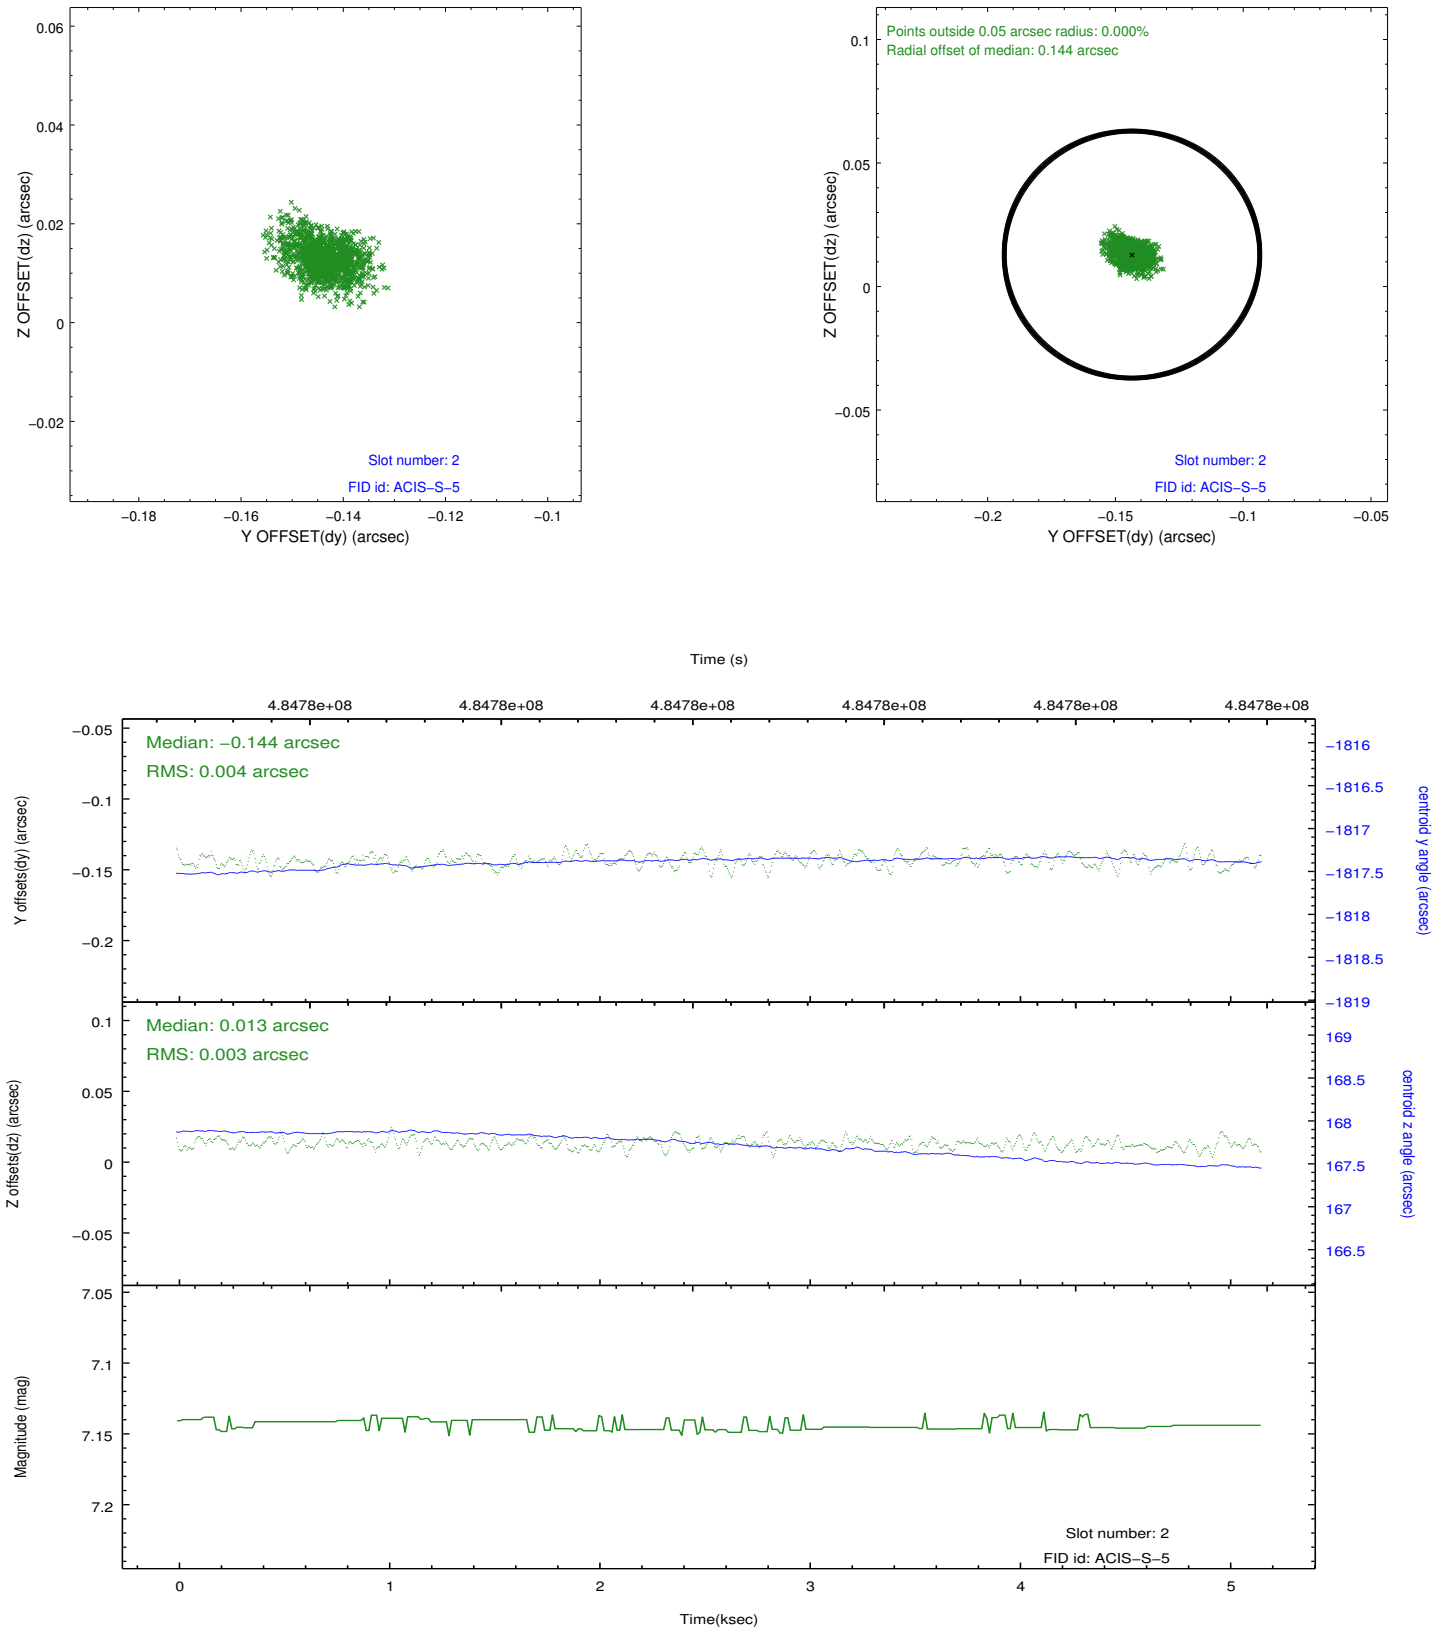 0.06
0.04
0.02
0
−0.02
Z OFFSET(dz) (arcsec)
Slot number: 2
FID id: ACIS−S−5
−0.18
−0.16
−0.14
−0.12
−0.1
Y OFFSET(dy) (arcsec)
Points outside 0.05 arcsec radius: 0.000%
Radial offset of median: 0.144 arcsec
0.1
0.05
0
−0.05
Z OFFSET(dz) (arcsec)
Slot number: 2
FID id: ACIS−S−5
−0.2
−0.15
−0.1
−0.05
Y OFFSET(dy) (arcsec)
Time (s)
4.8478e+08
4.8478e+08
4.8478e+08
4.8478e+08
4.8478e+08
4.8478e+08
Median: −0.144 arcsec
RMS: 0.004 arcsec
−0.05
−0.1
−0.15
−0.2
Y offsets(dy) (arcsec)
−1816
−1816.5
−1817
−1817.5
−1818
−1818.5
−1819
centroid y angle (arcsec)
Median: 0.013 arcsec
RMS: 0.003 arcsec
0.1
0.05
0
−0.05
Z offsets(dz) (arcsec)
169
168.5
168
167.5
167
166.5
centroid z angle (arcsec)
7.05
7.1
7.15
7.2
Magnitude (mag)
Slot number: 2
FID id: ACIS−S−5
0
1
2
3
4
5
Time(ksec)